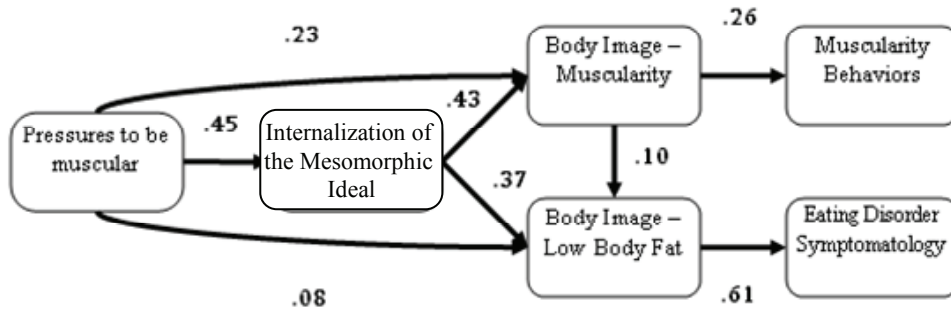 .23
Body Image –
Muscularity
.26
Muscularity
Behaviors
Pressures to be
muscular
.45
Internalization of
the Mesomorphic
Ideal
.43
.10
.37
Body Image –
Low Body Fat
Eating Disorder
Symptomatology
.08
.61